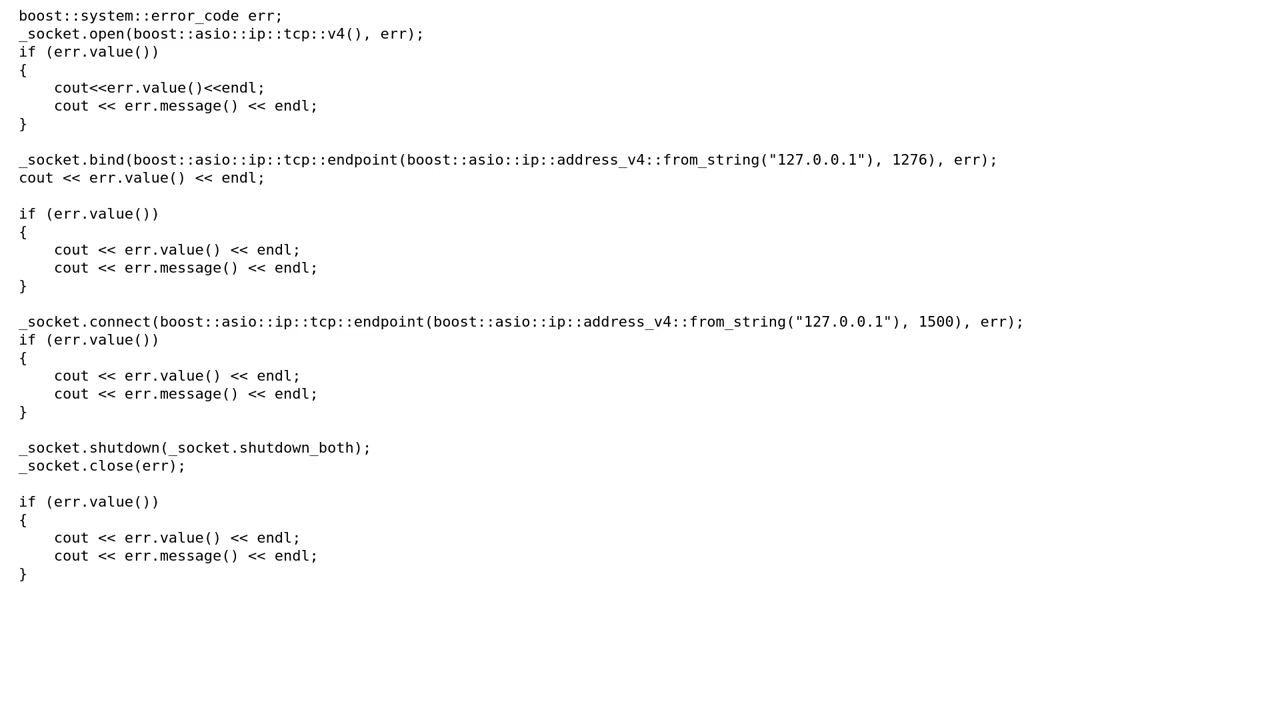 boost::system::error_code err;
_socket.open(boost::asio::ip::tcp::v4(), err);
if (err.value())
{
    cout<<err.value()<<endl;
    cout << err.message() << endl;
}

_socket.bind(boost::asio::ip::tcp::endpoint(boost::asio::ip::address_v4::from_string("127.0.0.1"), 1276), err);
cout << err.value() << endl;

if (err.value())
{
    cout << err.value() << endl;
    cout << err.message() << endl;
}

_socket.connect(boost::asio::ip::tcp::endpoint(boost::asio::ip::address_v4::from_string("127.0.0.1"), 1500), err);
if (err.value())
{
    cout << err.value() << endl;
    cout << err.message() << endl;
}

_socket.shutdown(_socket.shutdown_both);
_socket.close(err);

if (err.value())
{
    cout << err.value() << endl;
    cout << err.message() << endl;
}